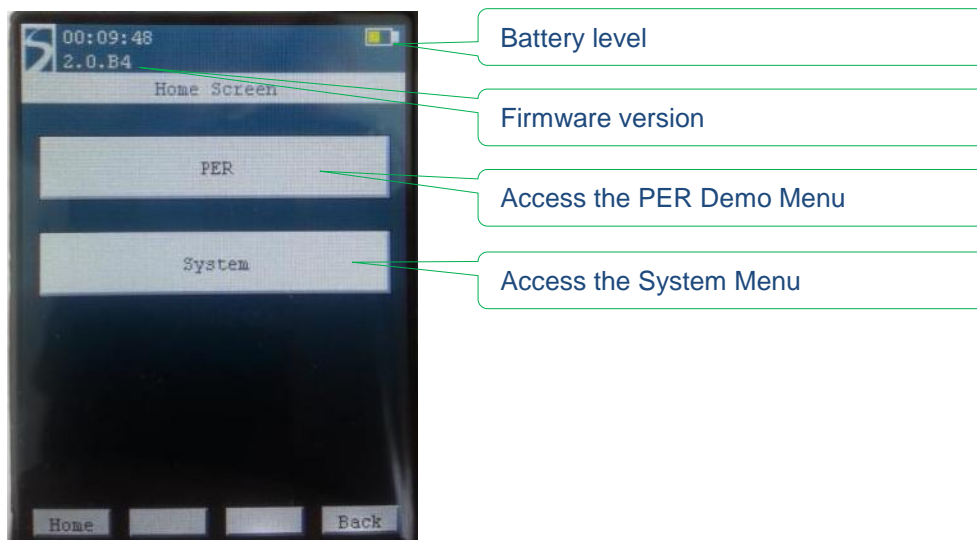 00:09:48
2.0.B4
Home Screen
PER
System
Home
Back
Battery level
Firmware version
Access the PER Demo Menu
Access the System Menu